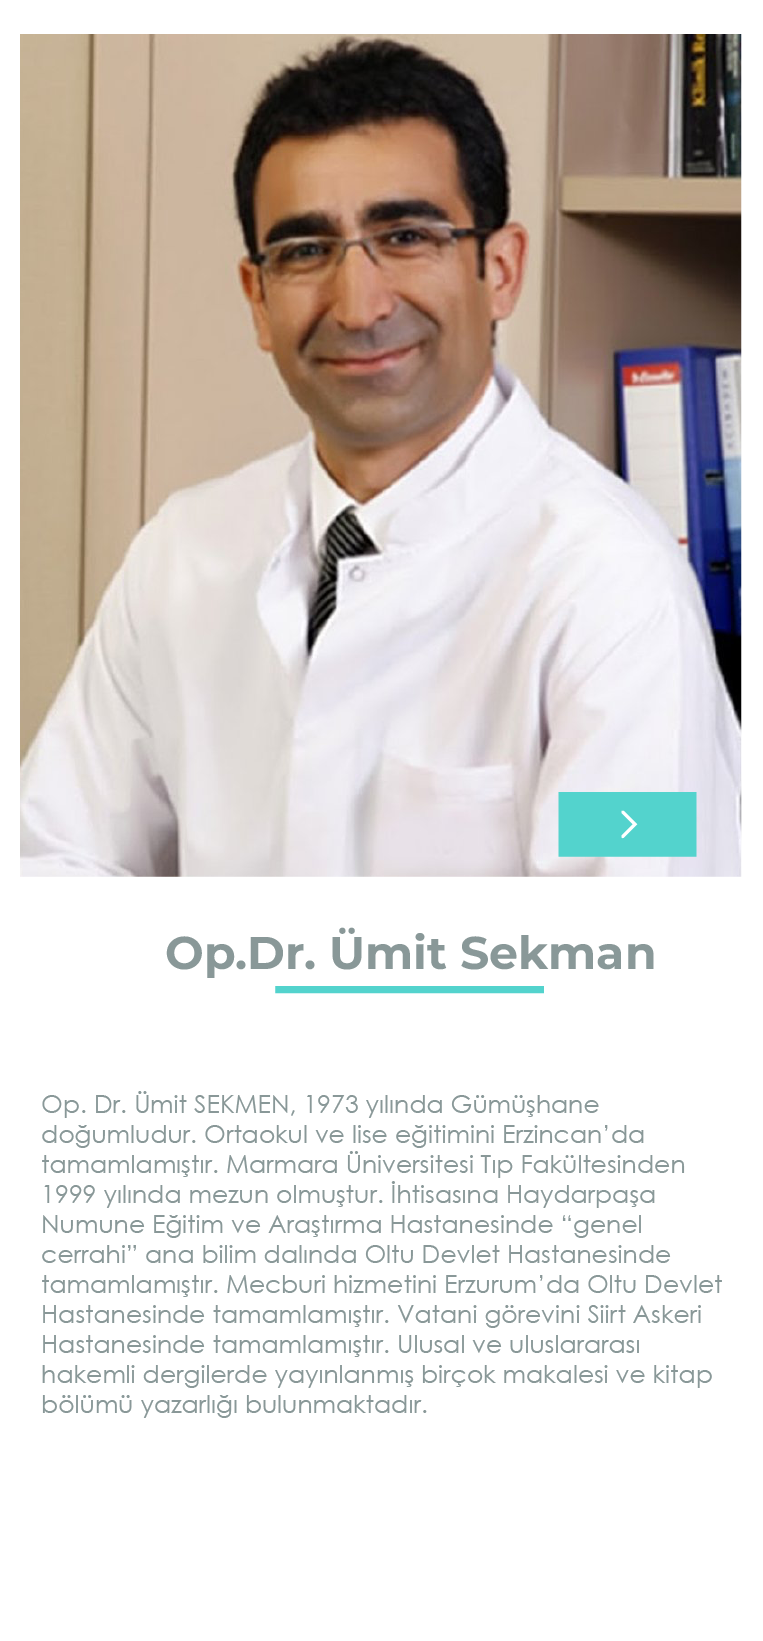 Klinik Re
Op.Dr. Ümit Sekman
Op. Dr. Ümit SEKMEN, 1973 yılında Gümüşhane
doğumludur. Ortaokul ve lise eğitimini Erzincan’da
tamamlamıştır. Marmara Üniversitesi Tıp Fakültesinden
1999 yılında mezun olmuştur. İhtisasına Haydarpaşa
Numune Eğitim ve Araştırma Hastanesinde “genel
cerrahi” ana bilim dalında Oltu Devlet Hastanesinde
tamamlamıştır. Mecburi hizmetini Erzurum’da Oltu Devlet
Hastanesinde tamamlamıştır. Vatani görevini Siirt Askeri
Hastanesinde tamamlamıştır. Ulusal ve uluslararası
hakemli dergilerde yayınlanmış birçok makalesi ve kitap
bölümü yazarlığı bulunmaktadır.